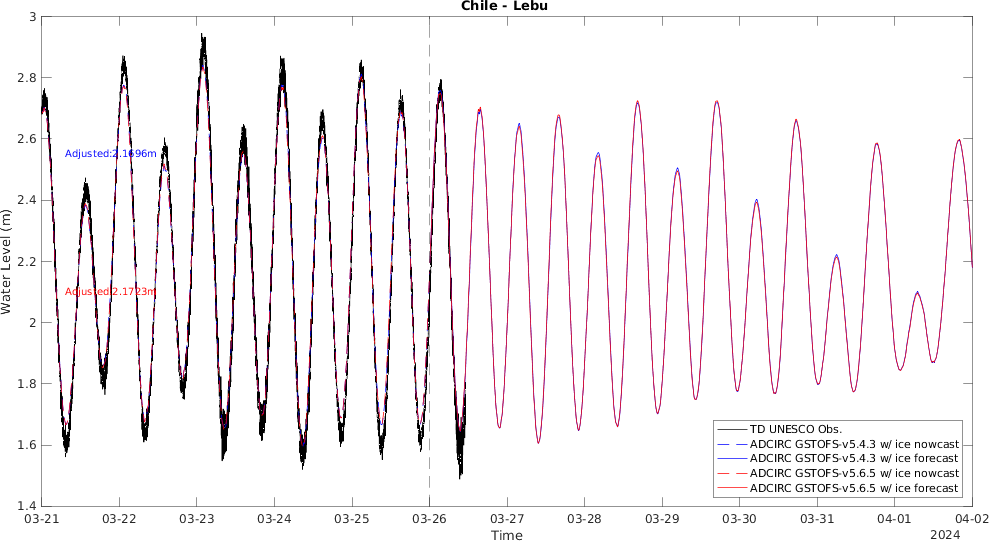 Chile - Lebu
Water Level (m)
3
2.8
2.6
2.4
2.2
2
1.8
1.6
1.4
Adjusted:2.1696m
Adjusted:2.1723m
TD UNESCO Obs.
ADCIRC GSTOFS-v5.4.3 w/ ice nowcast
ADCIRC GSTOFS-v5.4.3 w/ ice forecast
ADCIRC GSTOFS-v5.6.5 w/ ice nowcast
ADCIRC GSTOFS-v5.6.5 w/ ice forecast
03-21 03-22 03-23 03-24 03-25 03-26 03-27 03-28 03-29 03-30 03-31 04-01 04-02
Time
2024